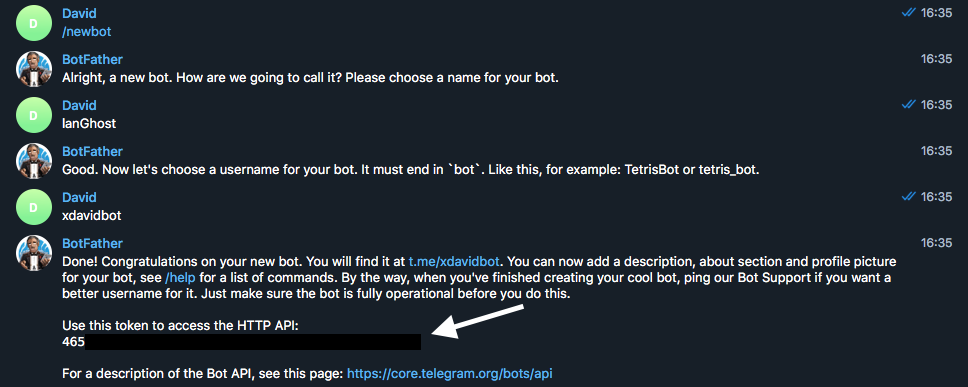 David
16:35
/newbot
BotFather
16:35
Alright, a new bot. How are we going to call it? Please choose a name for your bot.
David
16:35
IanGhost
BotFather
16:35
Good. Now let's choose a username for your bot. It must end in `bot`. Like this, for example: TetrisBot or tetris_bot.
David
16:35
xdavidbot
BotFather
16:35
Done! Congratulations on your new bot. You will find it at t.me/xdavidbot. You can now add a description, about section and profile picture
for your bot, see /help for a list of commands. By the way, when you've finished creating your cool bot, ping our Bot Support if you want a
better username for it. Just make sure the bot is fully operational before you do this.
Use this token to access the HTTP API:
465
For a description of the Bot API, see this page: https://core.telegram.org/bots/api
D
D
D